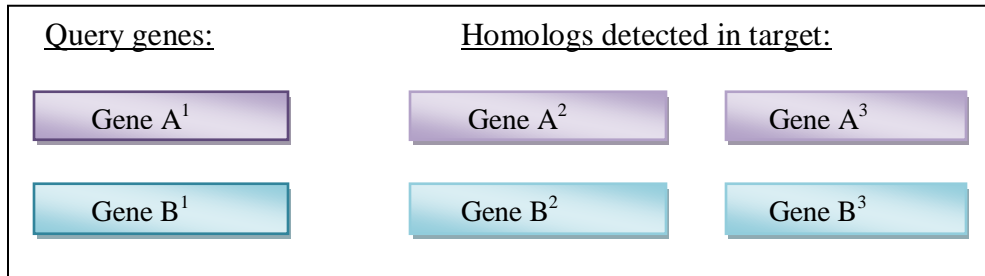 Query genes: Homologs detected in target:
Gene A¹ Gene A² Gene A³
Gene B¹ Gene B² Gene B³